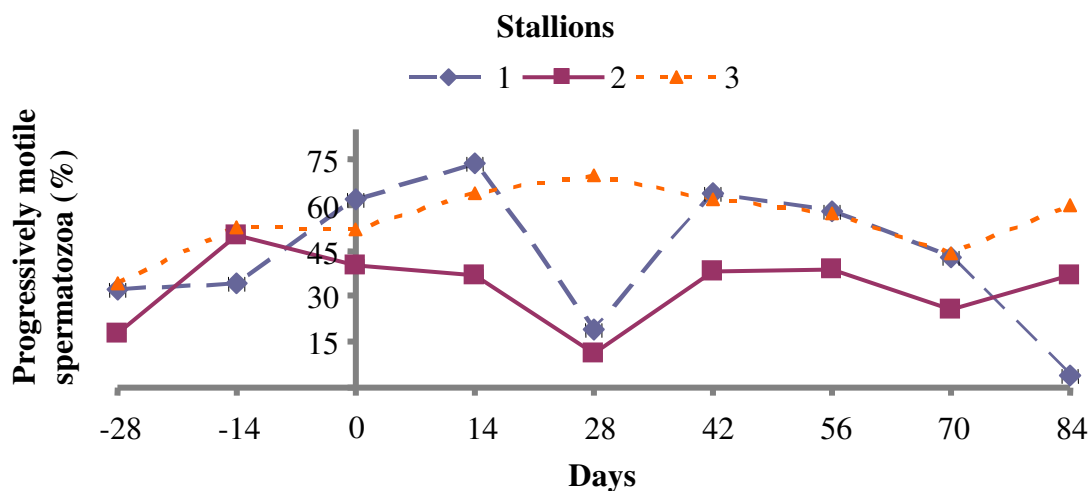 Stallions
1 2 3
Progressively motile
spermatozoa (%)
75
60
45
30
15
-28 -14 0 14 28 42 56 70 84
Days